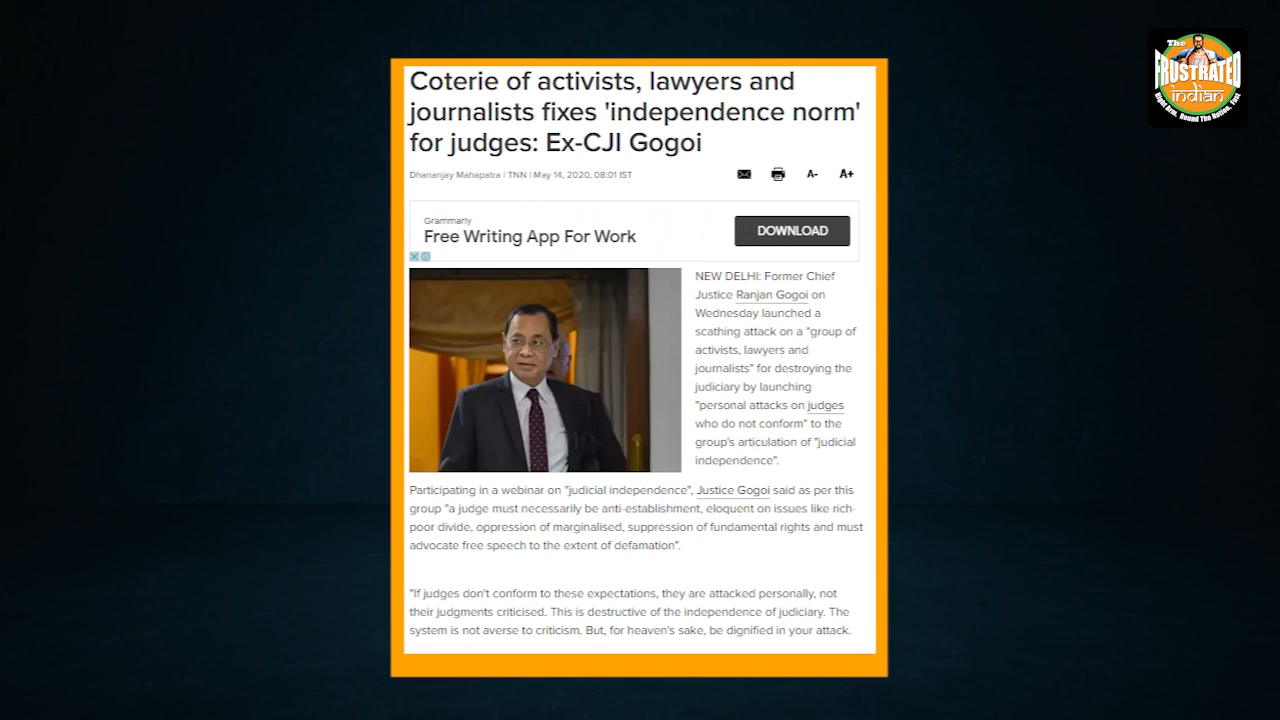 The
FRUSTRATED
indian
Right Arm. Round The Nation. Fast
Coterie of activists, lawyers and
journalists fixes 'independence norm'
for judges: Ex-CJI Gogoi
Dhananjay Mahapatra | TNN | May 14, 2020, 08:01 IST
A- A+
Grammarly
Free Writing App For Work
DOWNLOAD
NEW DELHI: Former Chief
Justice Ranjan Gogoi on
Wednesday launched a
scathing attack on a "group of
activists, lawyers and
journalists" for destroying the
judiciary by launching
"personal attacks on judges
who do not conform" to the
group's articulation of "judicial
independence".
Participating in a webinar on "judicial independence", Justice Gogoi said as per this
group "a judge must necessarily be anti-establishment, eloquent on issues like rich-
poor divide, oppression of marginalised, suppression of fundamental rights and must
advocate free speech to the extent of defamation".
"If judges don't conform to these expectations, they are attacked personally, not
their judgments criticised. This is destructive of the independence of judiciary. The
system is not averse to criticism. But, for heaven's sake, be dignified in your attack.